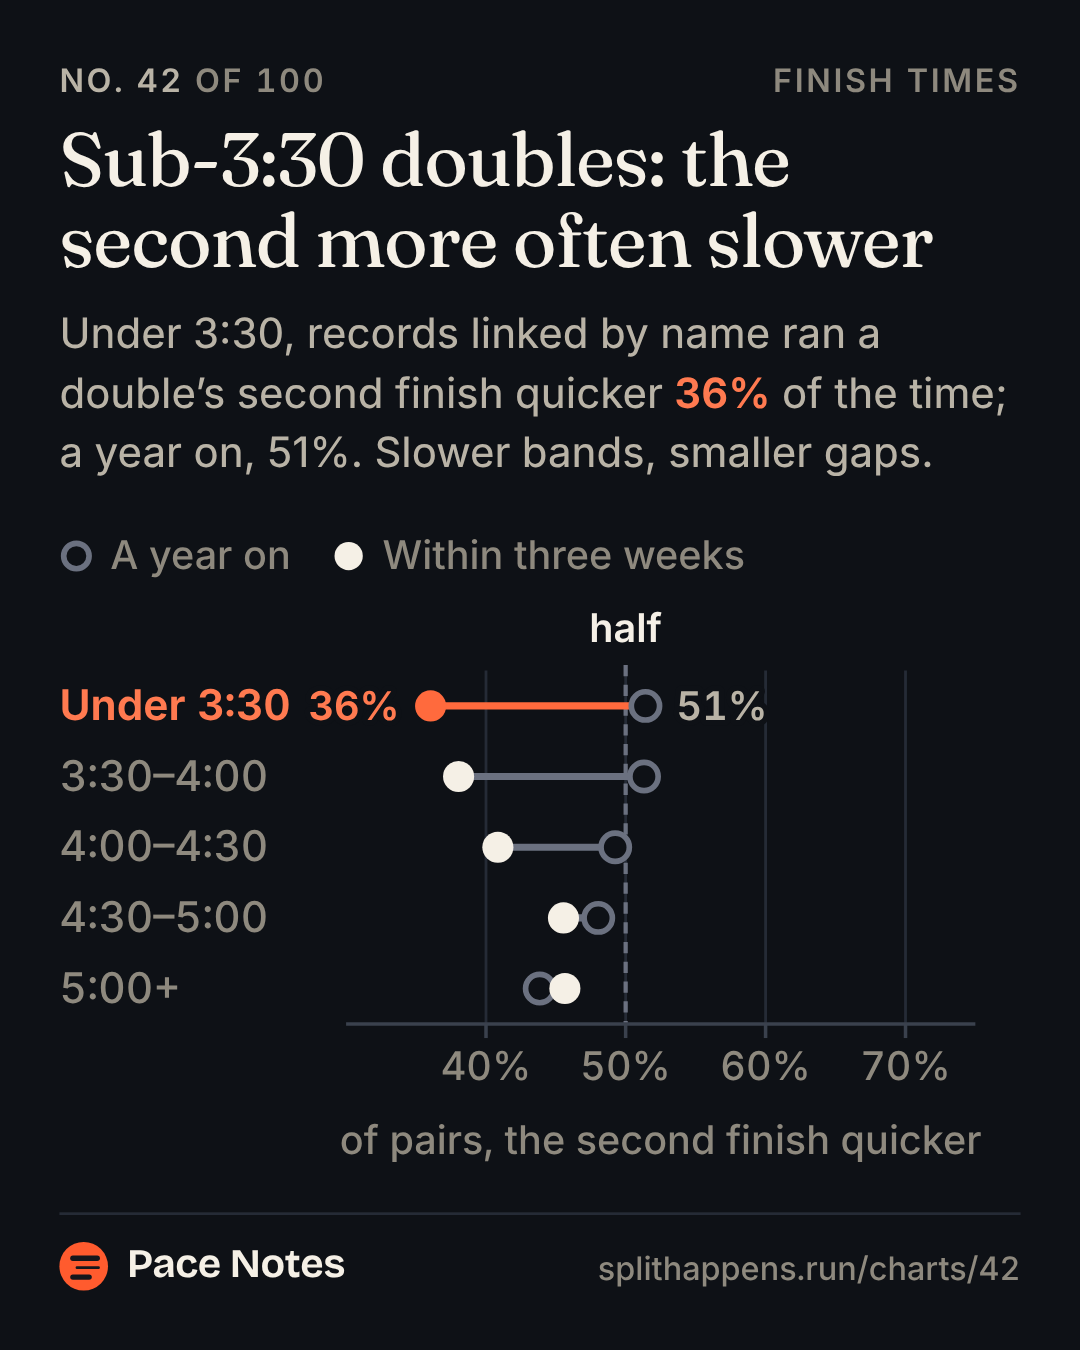 NO. 42 OF 100
FINISH TIMES
Sub-3:30 doubles: the
second more often slower
Under 3:30, records linked by name ran a
double’s second finish quicker 36% of the time;
a year on, 51%. Slower bands, smaller gaps.
A year on
Within three weeks
half
Under 3:30 36% 51%
3:30–4:00
4:00–4:30
4:30–5:00
5:00+
40% 50% 60% 70%
of pairs, the second finish quicker
Pace Notes
splithappens.run/charts/42